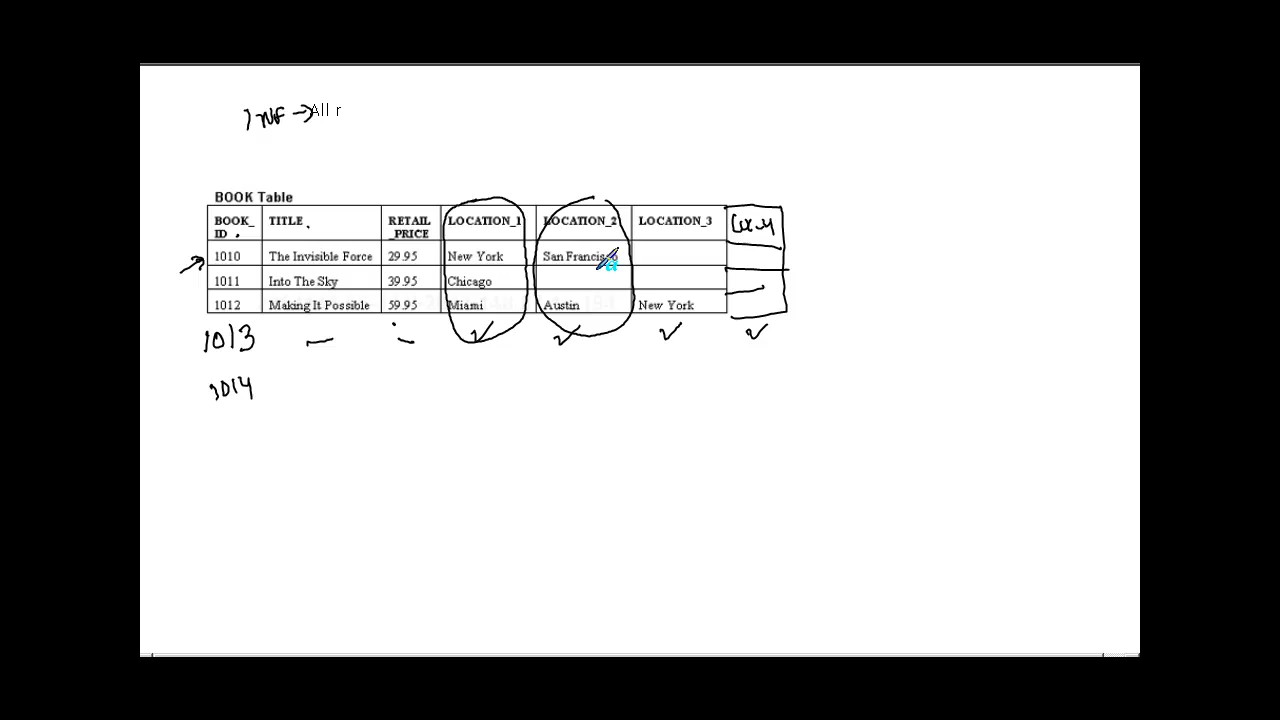 1NF → All r
BOOK Table
BOOK_ID TITLE RETAIL_PRICE LOCATION_1 LOCATION_2 LOCATION_3
1010 The Invisible Force 29.95 New York San Francisco
1011 Into The Sky 39.95 Chicago
1012 Making It Possible 59.95 Miami Austin New York
1013
1014